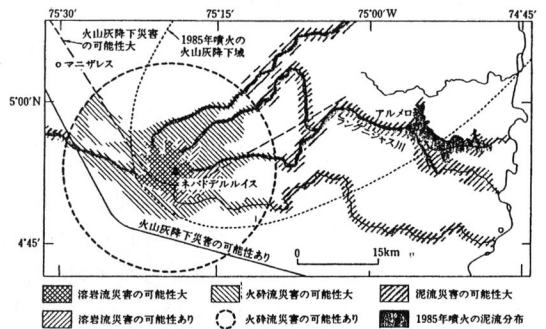 75°30' 75°15' 75°00'W 74°45'
火山灰降下災害
の可能性大
1985年噴火の
火山灰降下域
マニザレス
5°00'N
アルメロ
ラグニジャス川
ネバドデルルイス
火山灰降下災害の可能性あり
4°45'
0 15km
溶岩流災害の可能性大 火砕流災害の可能性大 泥流災害の可能性大
溶岩流災害の可能性あり 火砕流災害の可能性あり 1985年噴火の泥流分布